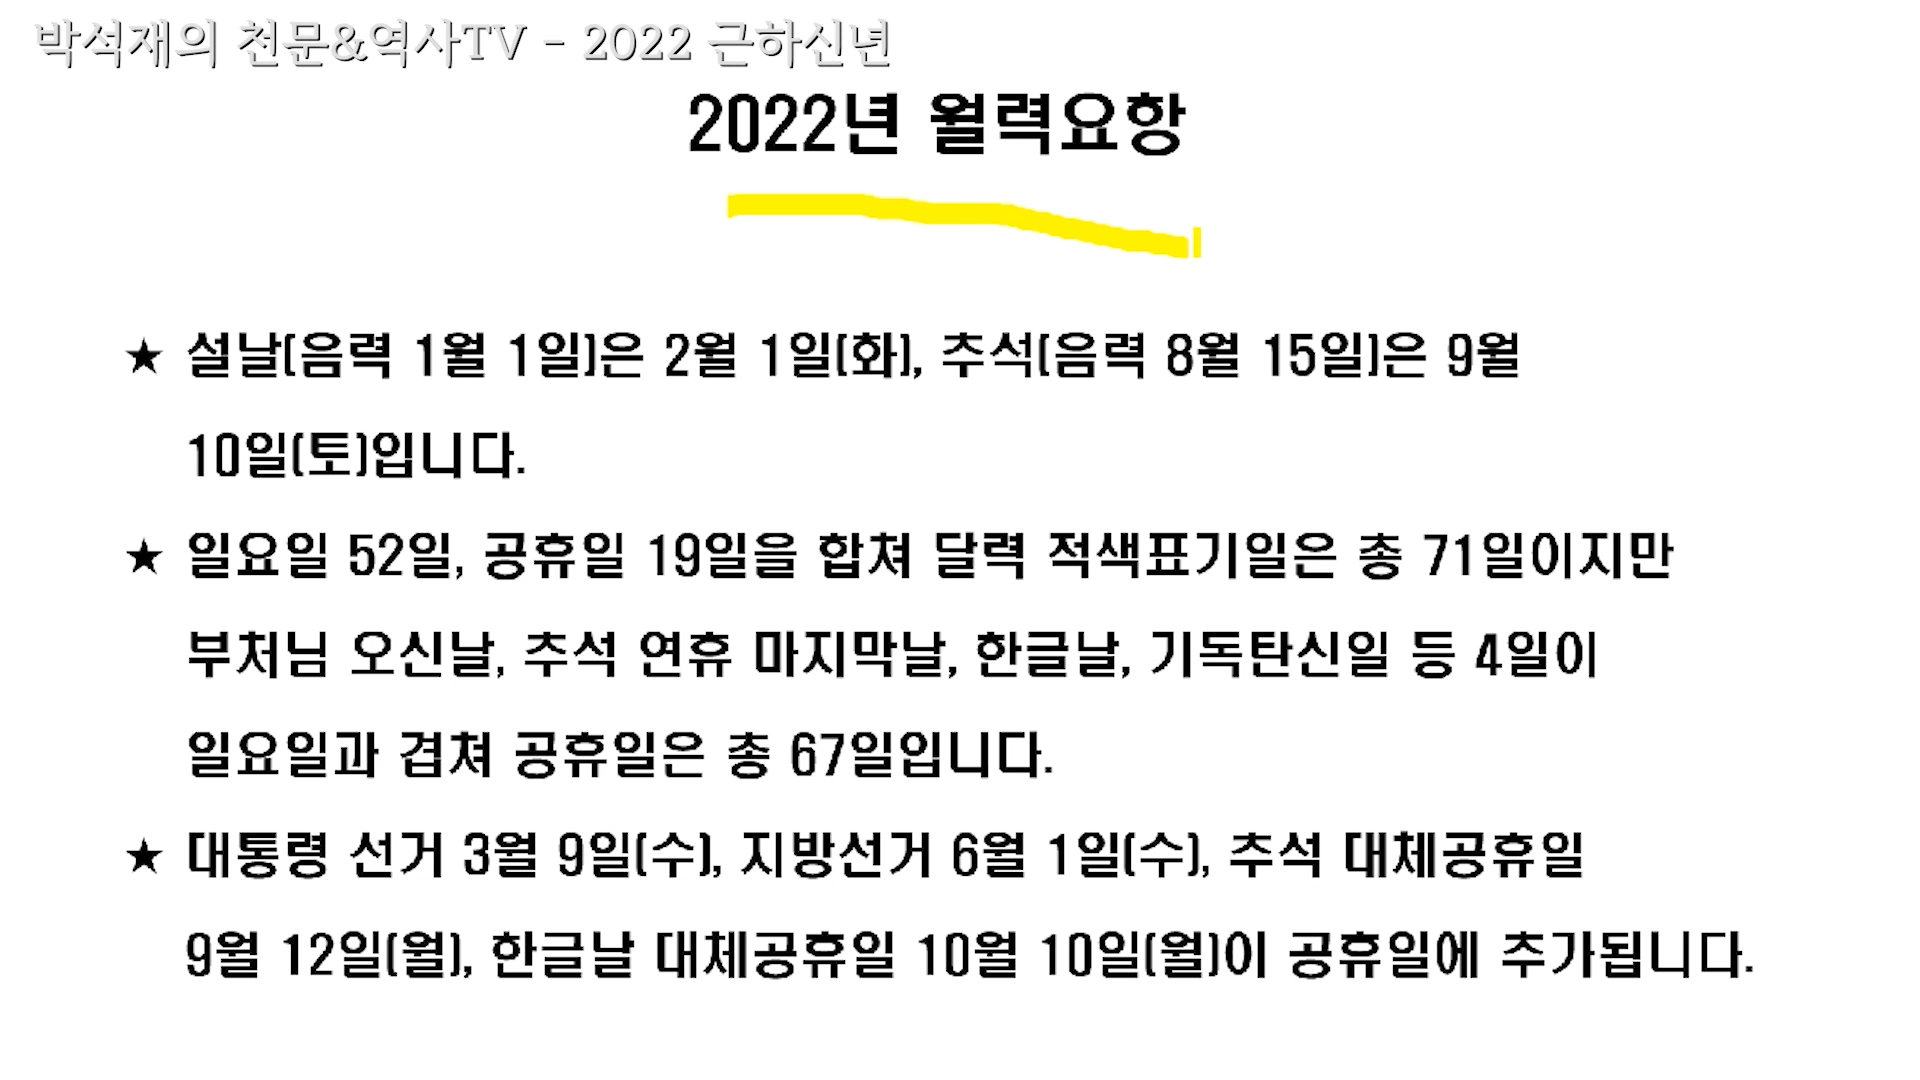 박석재의 천문&역사TV - 2022 근하신년
2022년 월력요항
★ 설날(음력 1월 1일)은 2월 1일(화), 추석(음력 8월 15일)은 9월
10일(토)입니다.
★ 일요일 52일, 공휴일 19일을 합쳐 달력 적색표기일은 총 71일이지만
부처님 오신날, 추석 연휴 마지막날, 한글날, 기독탄신일 등 4일이
일요일과 겹쳐 공휴일은 총 67일입니다.
★ 대통령 선거 3월 9일(수), 지방선거 6월 1일(수), 추석 대체공휴일
9월 12일(월), 한글날 대체공휴일 10월 10일(월)이 공휴일에 추가됩니다.